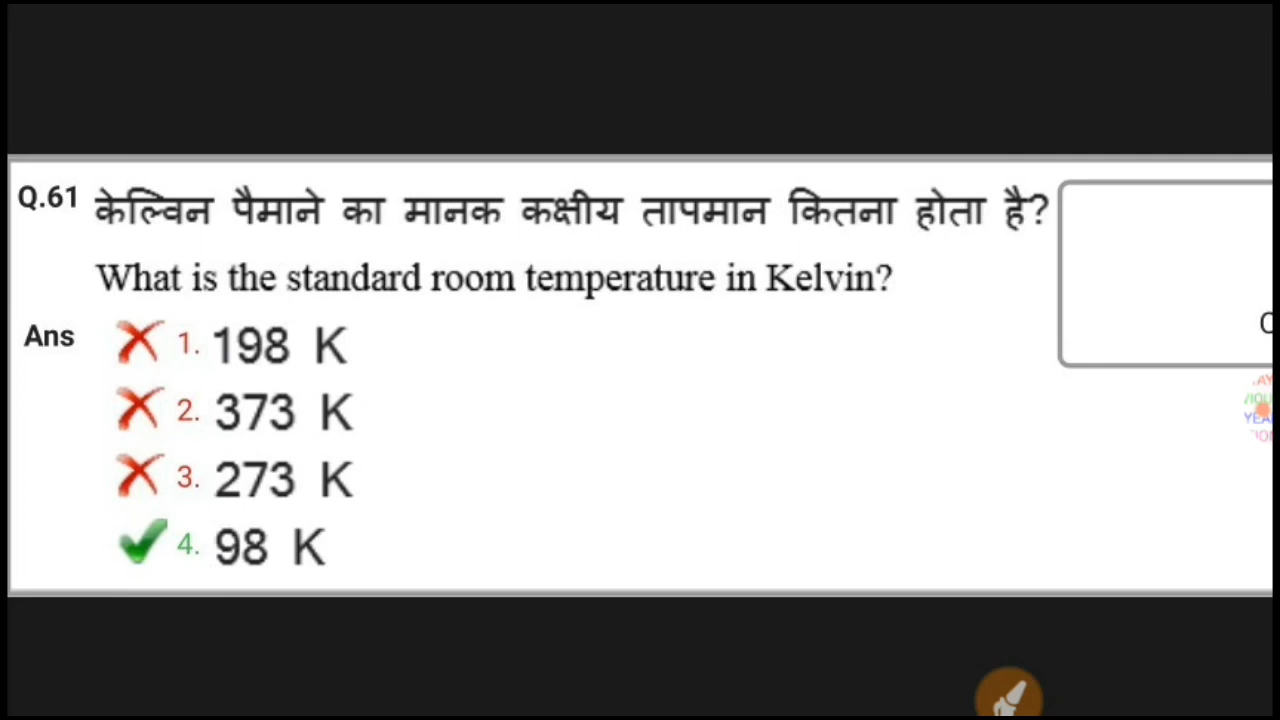 Q.61 केल्विन पैमाने का मानक कक्षीय तापमान कितना होता है?
What is the standard room temperature in Kelvin?
Ans 1. 198 K
2. 373 K
3. 273 K
4. 98 K